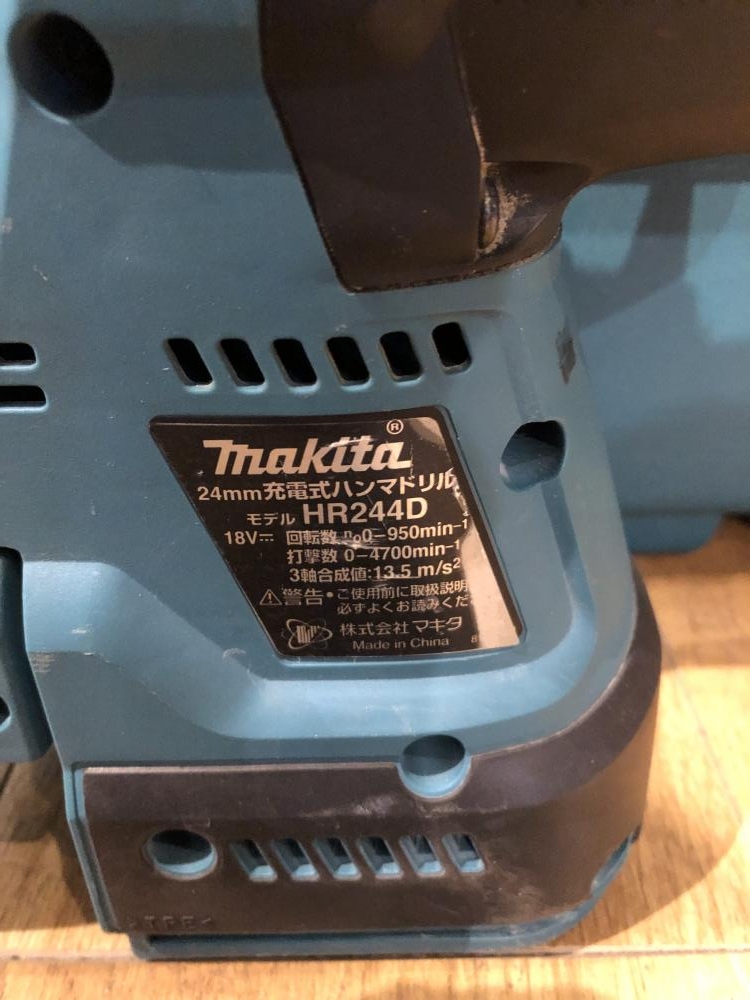 makita®
24mm充電式ハンマドリル
モデル HR244D
18V⎓ 回転数 n₀0-950min⁻¹
打撃数 0-4700min⁻¹
3軸合成値:13.5 m/s²
⚠警告・ご使用前に取扱説明
必ずよくお読みくだ
株式会社 マキタ
Made in China